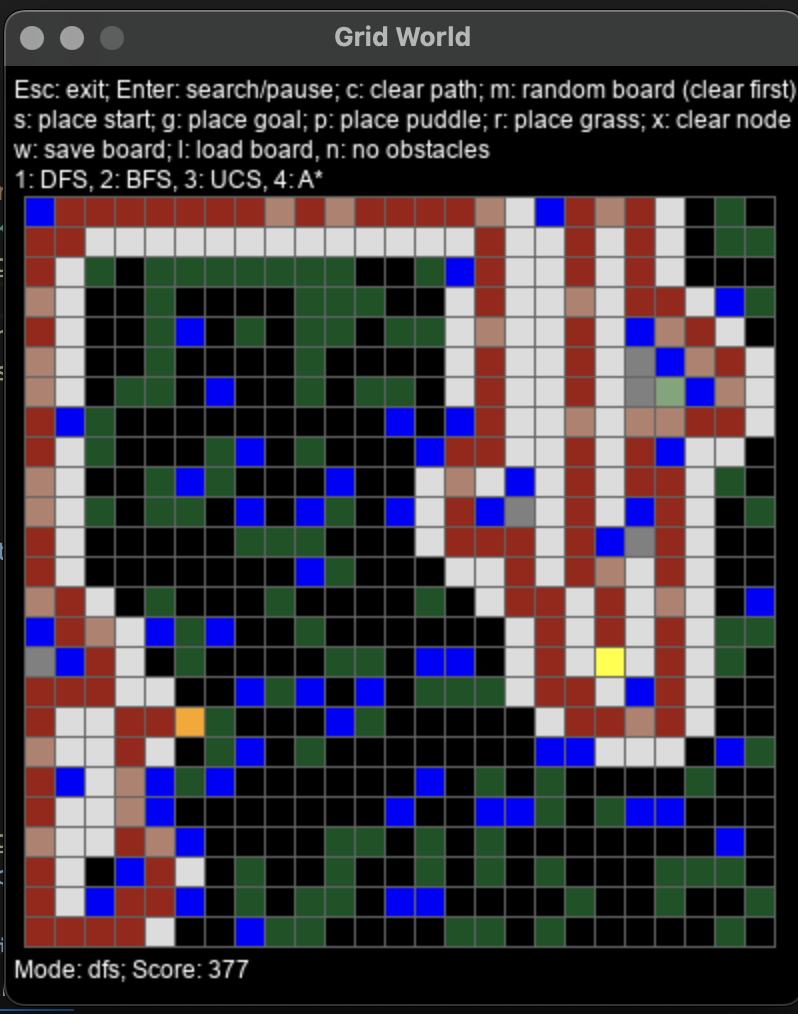 Grid World
Esc: exit; Enter: search/pause; c: clear path; m: random board (clear first)
s: place start; g: place goal; p: place puddle; r: place grass; x: clear node
w: save board; l: load board, n: no obstacles
1: DFS, 2: BFS, 3: UCS, 4: A*
Mode: dfs; Score: 377